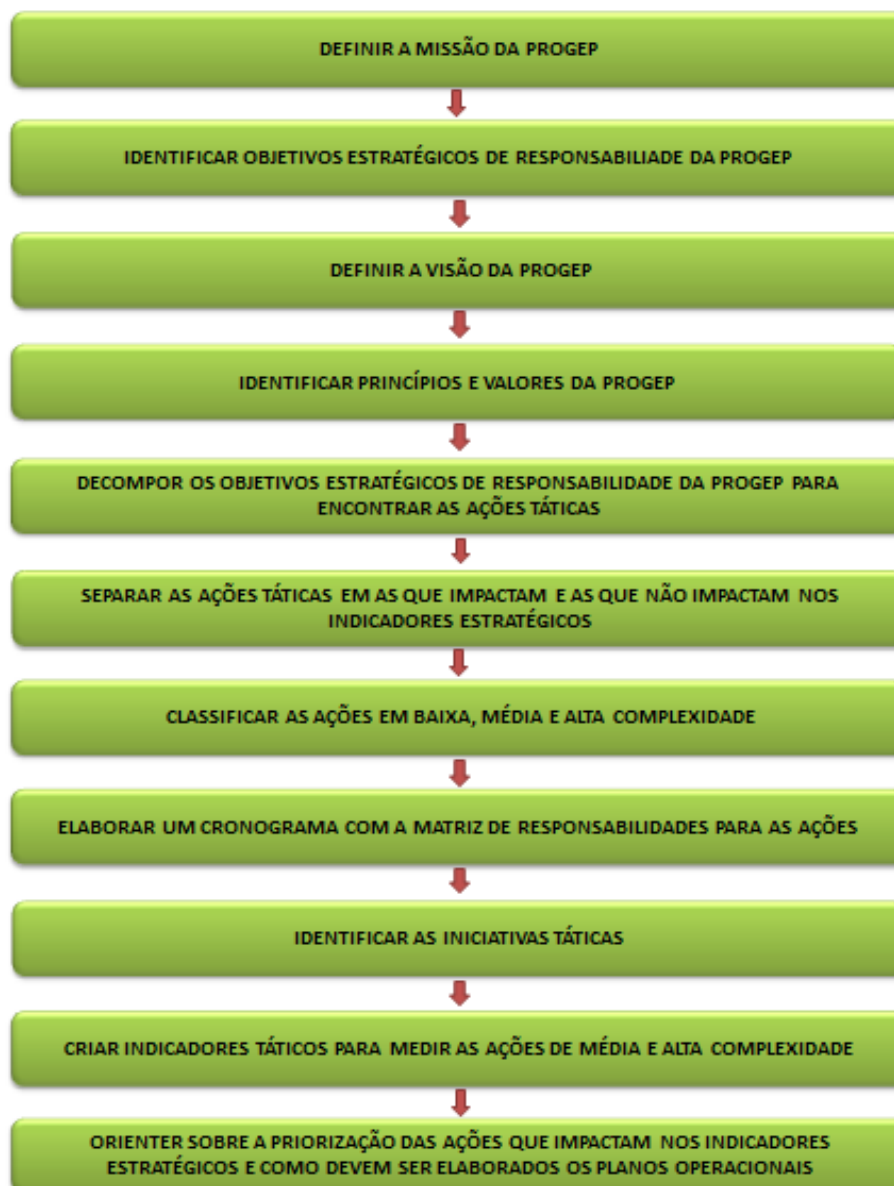 DEFINIR A MISSÃO DA PROGEP
IDENTIFICAR OBJETIVOS ESTRATÉGICOS DE RESPONSABILIADE DA PROGEP
DEFINIR A VISÃO DA PROGEP
IDENTIFICAR PRINCÍPIOS E VALORES DA PROGEP
DECOMPOR OS OBJETIVOS ESTRATÉGICOS DE RESPONSABILIDADE DA PROGEP PARA
ENCONTRAR AS AÇÕES TÁTICAS
SEPARAR AS AÇÕES TÁTICAS EM AS QUE IMPACTAM E AS QUE NÃO IMPACTAM NOS
INDICADORES ESTRATÉGICOS
CLASSIFICAR AS AÇÕES EM BAIXA, MÉDIA E ALTA COMPLEXIDADE
ELABORAR UM CRONOGRAMA COM A MATRIZ DE RESPONSABILIDADES PARA AS AÇÕES
IDENTIFICAR AS INICIATIVAS TÁTICAS
CRIAR INDICADORES TÁTICOS PARA MEDIR AS AÇÕES DE MÉDIA E ALTA COMPLEXIDADE
ORIENTER SOBRE A PRIORIZAÇÃO DAS AÇÕES QUE IMPACTAM NOS INDICADORES
ESTRATÉGICOS E COMO DEVEM SER ELABORADOS OS PLANOS OPERACIONAIS